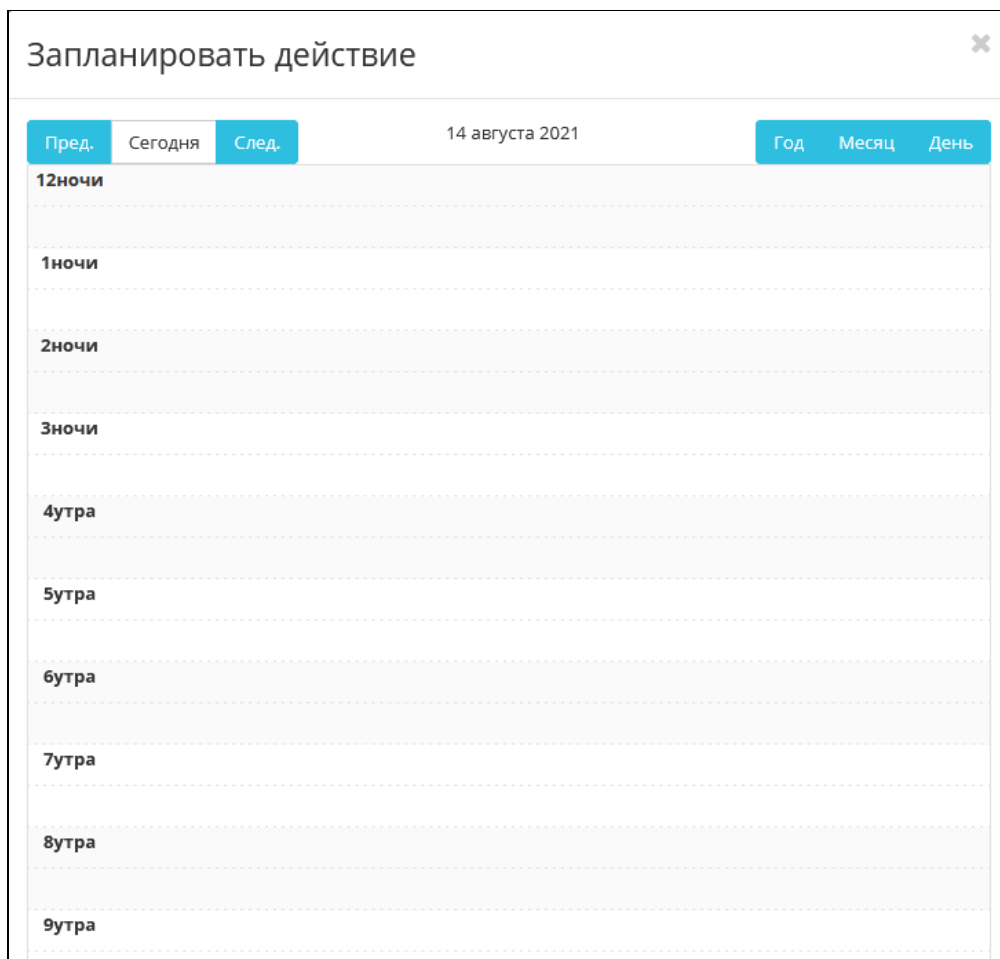 Запланировать действие
Пред. Сегодня След. 14 августа 2021 Год Месяц День
12ночи
1ночи
2ночи
3ночи
4утра
5утра
6утра
7утра
8утра
9утра